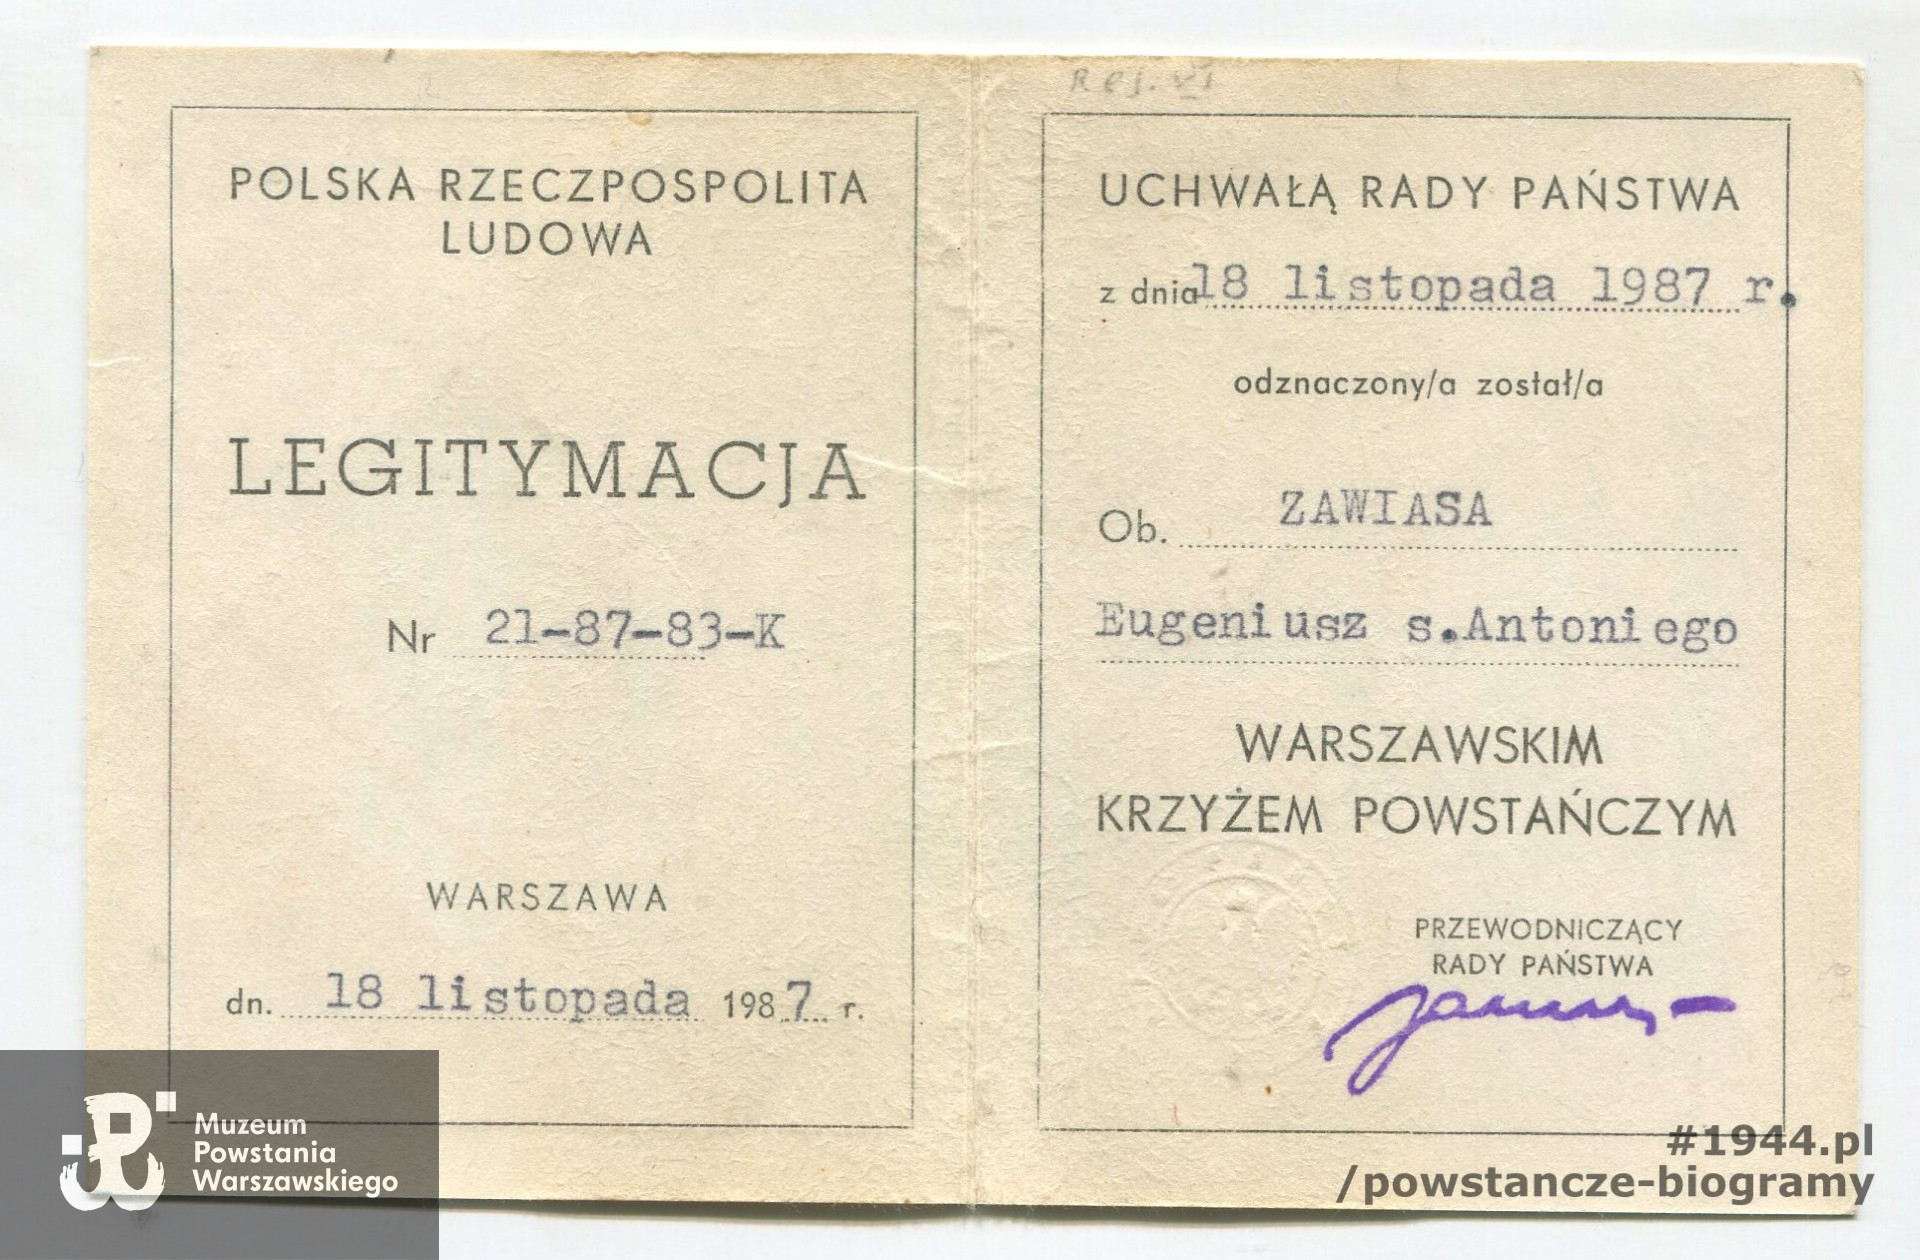 POLSKA RZECZPOSPOLITA
LUDOWA
LEGITYMACJA
Nr 21-87-83-K
WARSZAWA
dn. 18 listopada 1987 r.
Rej. VI
UCHWAŁĄ RADY PAŃSTWA
z dnia 18 listopada 1987 r.
odznaczony/a został/a
Ob. ZAWIASA
Eugeniusz s.Antoniego
WARSZAWSKIM
KRZYŻEM POWSTAŃCZYM
PRZEWODNICZĄCY
RADY PAŃSTWA
Muzeum
Powstania
Warszawskiego
#1944.pl
/powstancze-biogramy